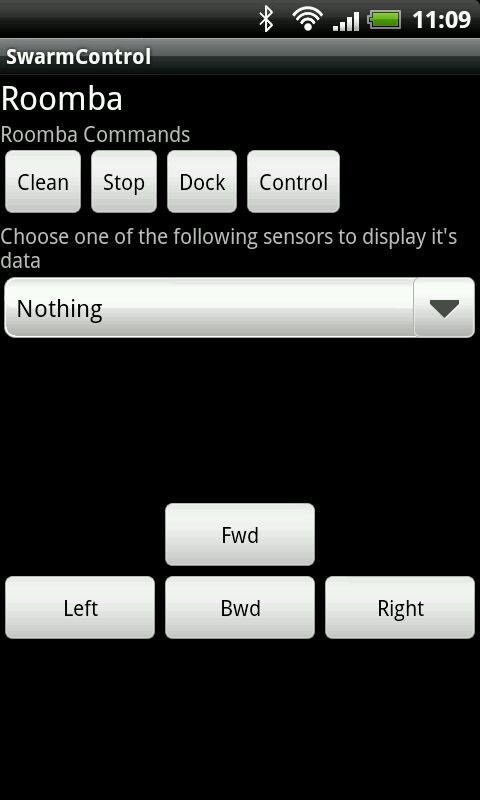 11:09
SwarmControl
Roomba
Roomba Commands
Clean Stop Dock Control
Choose one of the following sensors to display it's
data
Nothing
Fwd
Left Bwd Right